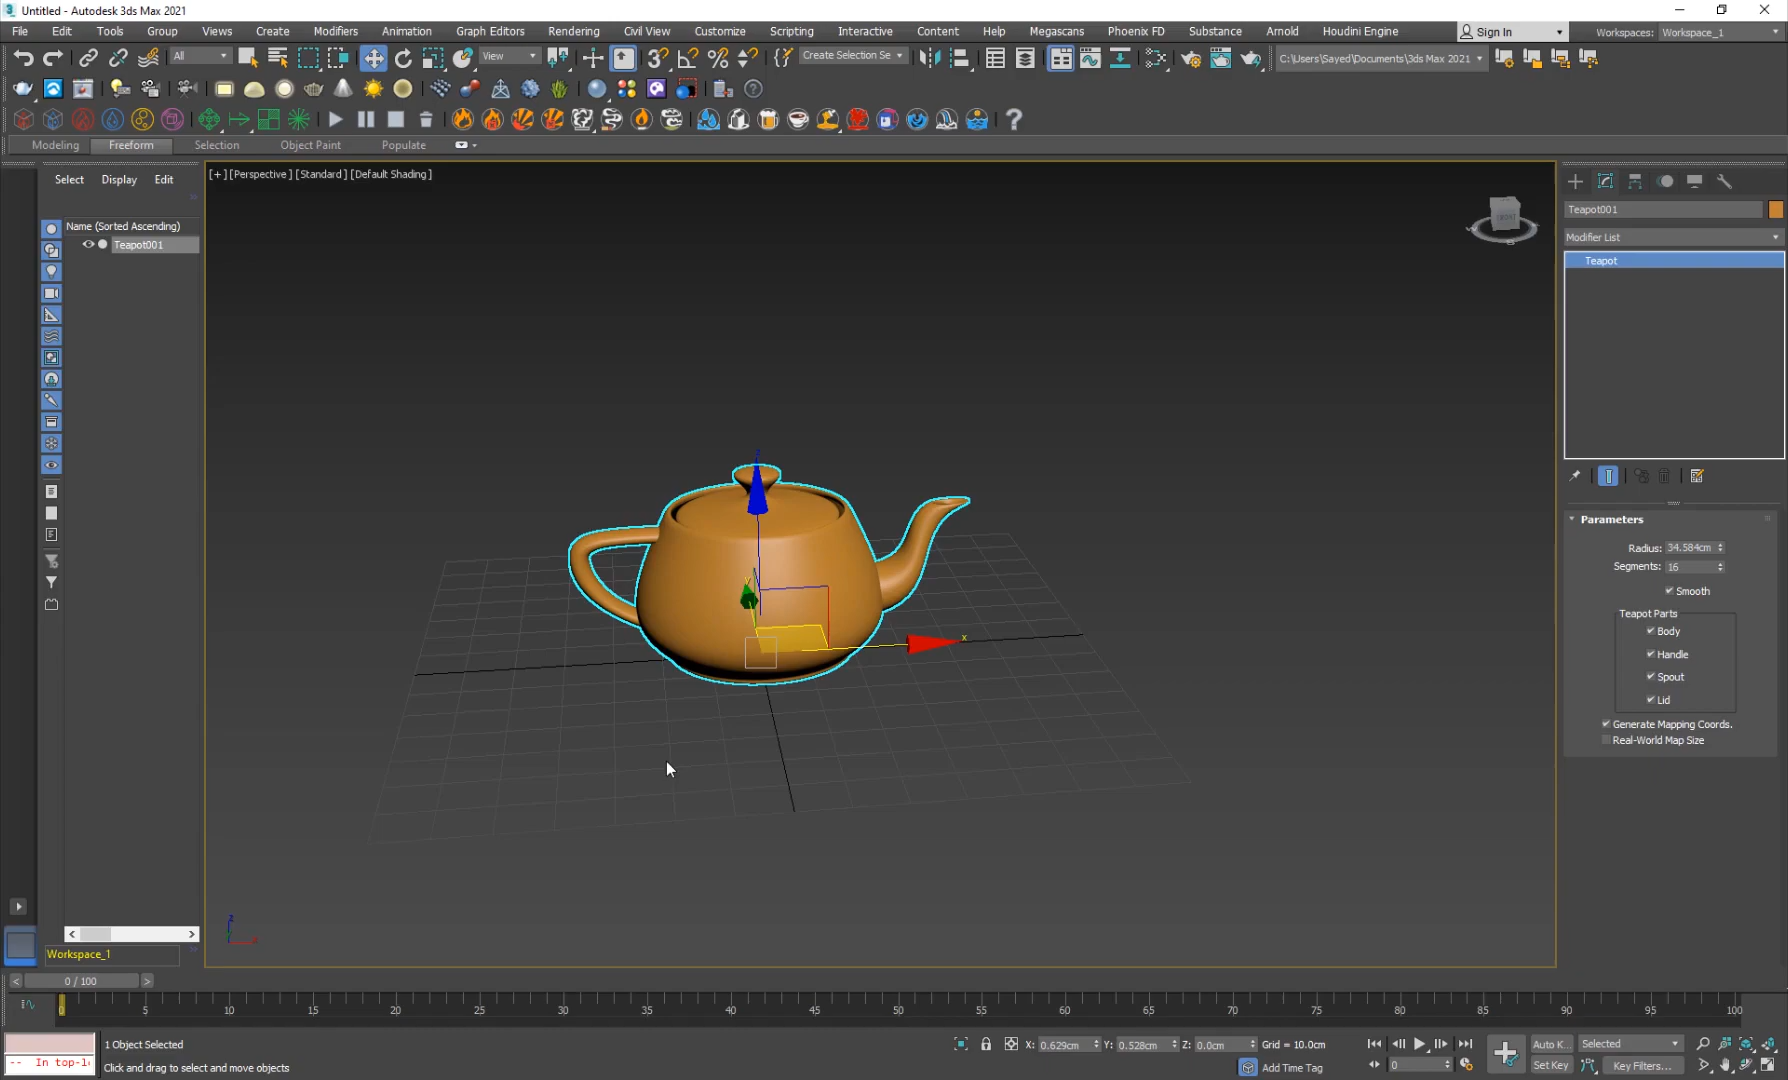 Untitled - Autodesk 3ds Max 2021
File Edit Tools Group Views Create Modifiers Animation Graph Editors Rendering Civil View Customize Scripting Interactive Content Help Megascans Phoenix FD Substance Arnold Houdini Engine Sign In Workspaces: Workspace_1
All View Create Selection Se C:\Users\Sayed\Documents\3ds Max 2021
Modeling Freeform Selection Object Paint Populate
Select Display Edit
[+] [Perspective ] [Standard ] [Default Shading ]
Name (Sorted Ascending)
Teapot001
Teapot001
Modifier List
Teapot
Parameters
Radius: 34.584cm
Segments: 16
Smooth
Teapot Parts
Body
Handle
Spout
Lid
Generate Mapping Coords.
Real-World Map Size
z
x
z
Workspace_1
< 0 / 100 >
0 5 10 15 20 25 30 35 40 45 50 55 60 65 70 75 80 85 90 95 100
1 Object Selected X: 0.629cm Y: 0.528cm Z: 0.0cm Grid = 10.0cm Auto K... Selected
-- In top-l
Click and drag to select and move objects Add Time Tag 0 Set Key Key Filters...